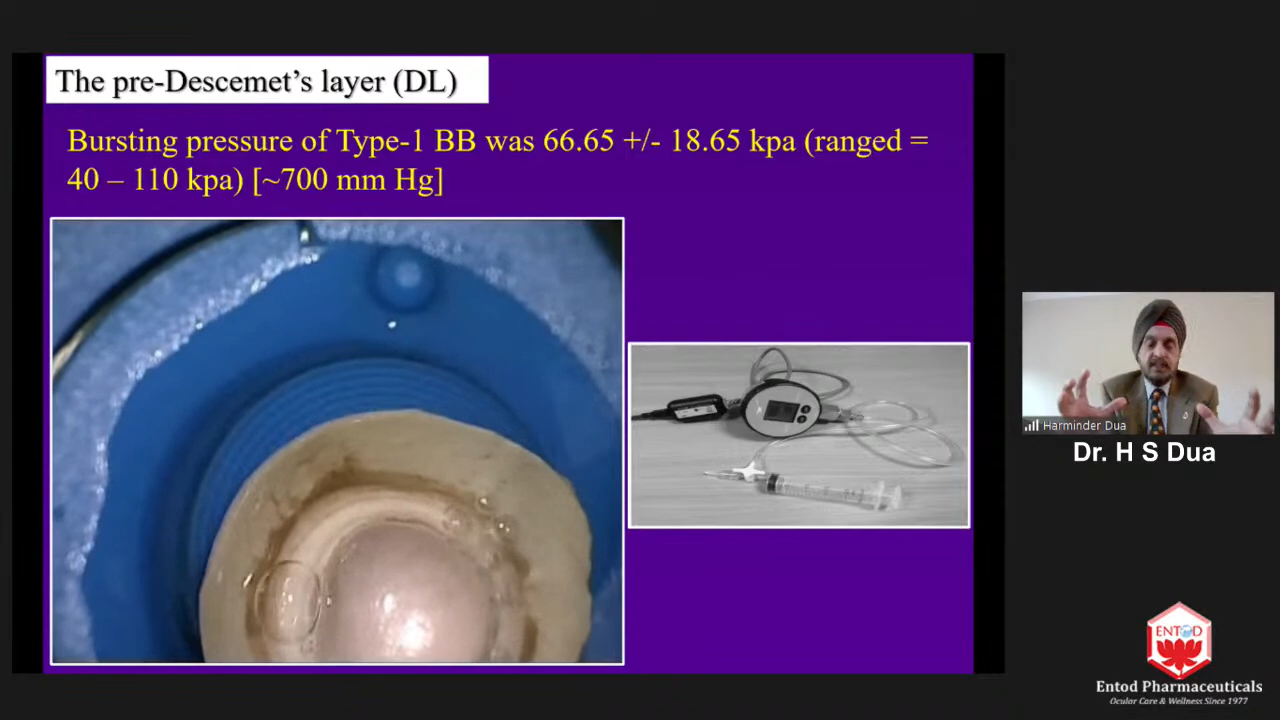 The pre-Descemet's layer (DL)
Bursting pressure of Type-1 BB was 66.65 +/- 18.65 kpa (ranged =
40 – 110 kpa) [~700 mm Hg]
Harminder Dua
Dr. H S Dua
ENTOD
Entod Pharmaceuticals
Ocular Care & Wellness Since 1977